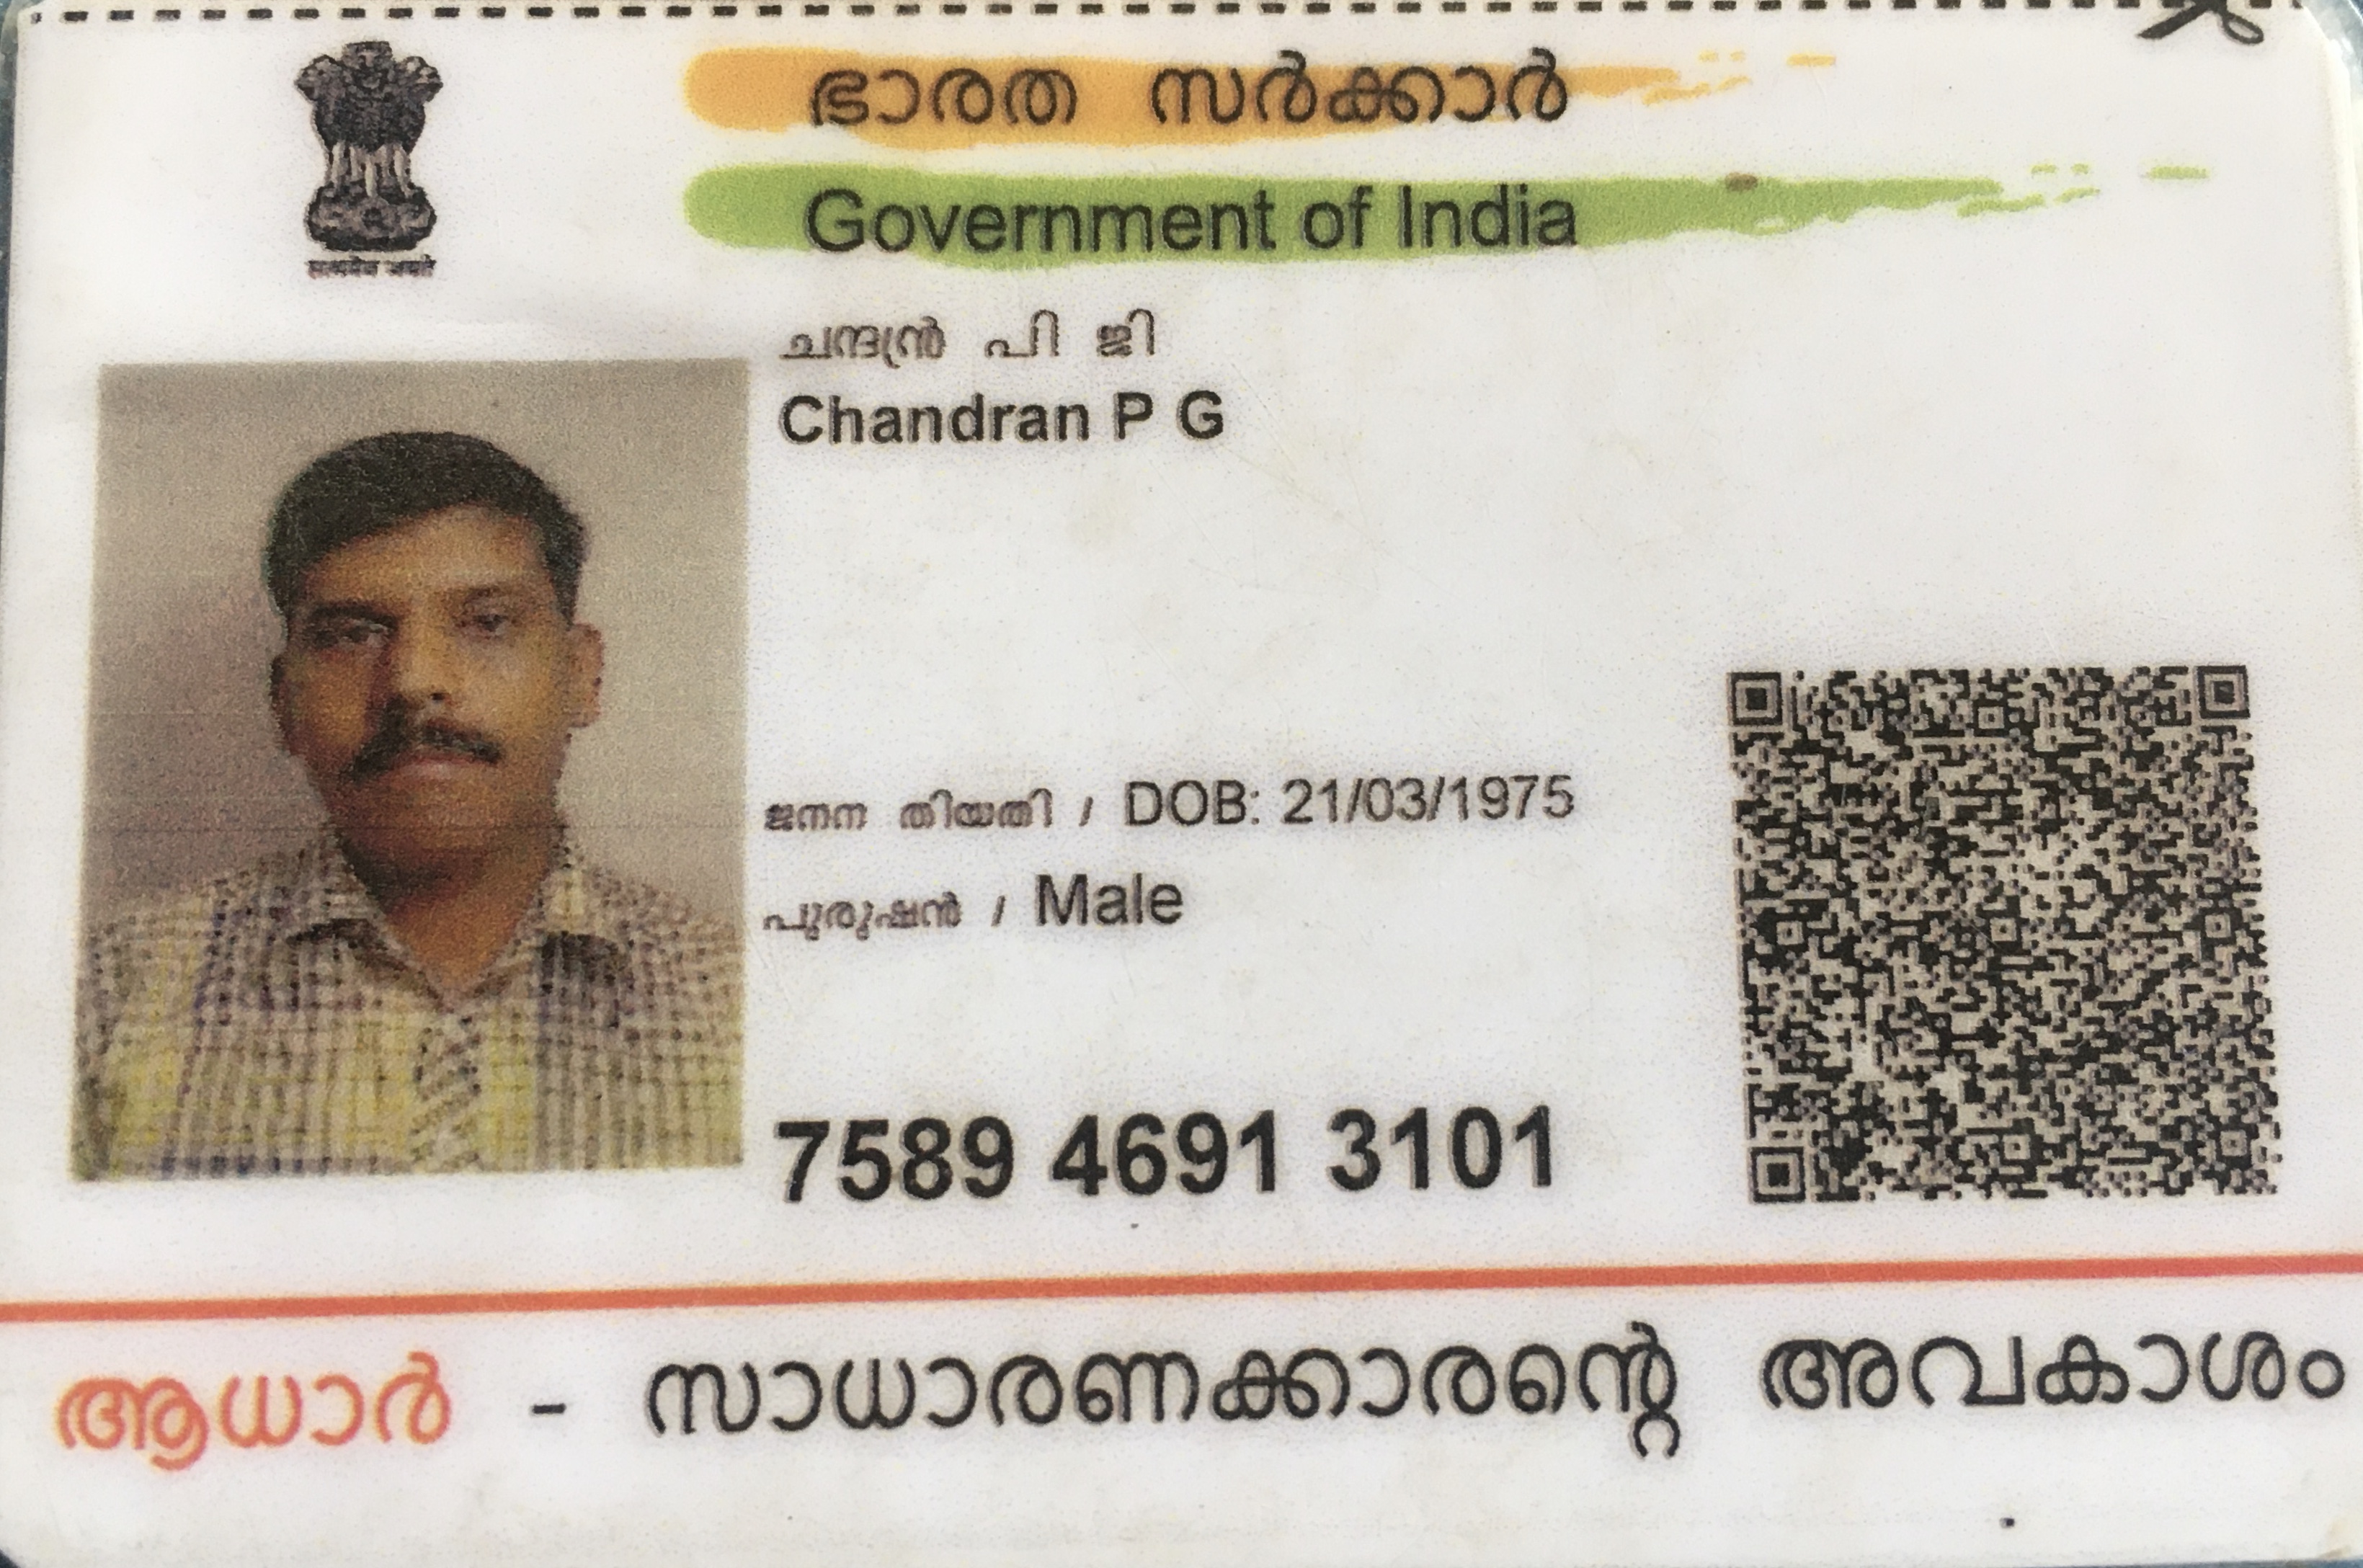 ഭാരത സർക്കാർ
Government of India
सत्यमेव जयते
ചന്ദ്രൻ പി ജി
Chandran P G
ജനന തിയതി / DOB: 21/03/1975
പുരുഷൻ / Male
7589 4691 3101
ആധാർ - സാധാരണക്കാരന്റെ അവകാശം